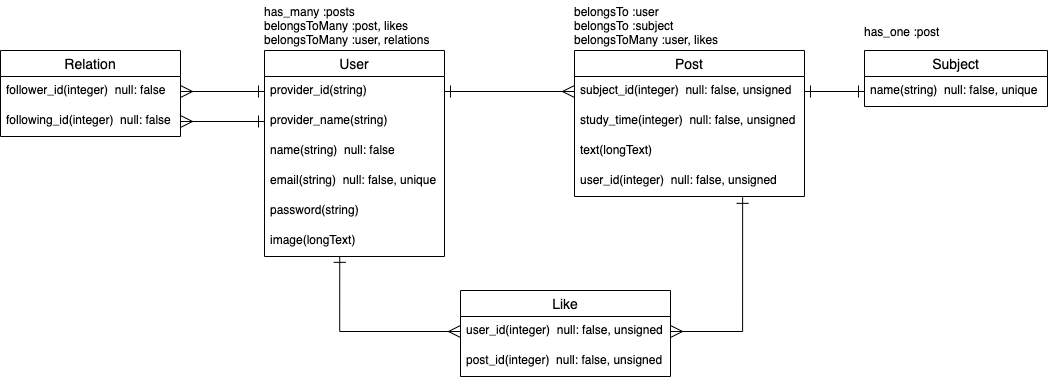 has_many :posts
belongsToMany :post, likes
belongsToMany :user, relations
belongsTo :user
belongsTo :subject
belongsToMany :user, likes
has_one :post
Relation
follower_id(integer)  null: false
following_id(integer)  null: false
User
provider_id(string)
provider_name(string)
name(string)  null: false
email(string)  null: false, unique
password(string)
image(longText)
Post
subject_id(integer)  null: false, unsigned
study_time(integer)  null: false, unsigned
text(longText)
user_id(integer)  null: false, unsigned
Subject
name(string)  null: false, unique
Like
user_id(integer)  null: false, unsigned
post_id(integer)  null: false, unsigned